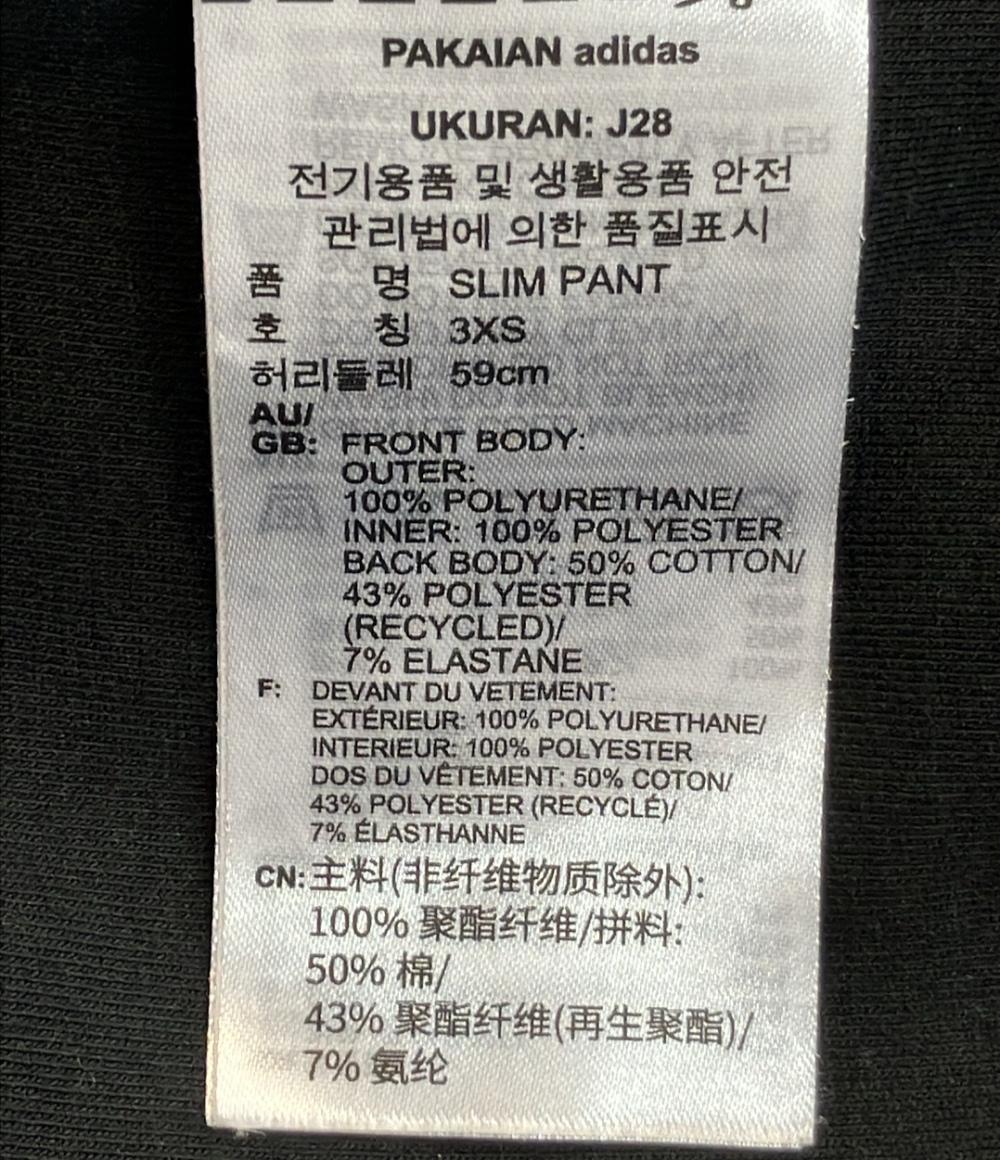 PAKAIAN adidas
UKURAN: J28
전기용품 및 생활용품 안전
관리법에 의한 품질표시
품 명 SLIM PANT
호 칭 3XS
허리둘레 59cm
AU/
GB: FRONT BODY:
OUTER:
100% POLYURETHANE/
INNER: 100% POLYESTER
BACK BODY: 50% COTTON/
43% POLYESTER
(RECYCLED)/
7% ELASTANE
F: DEVANT DU VETEMENT:
EXTÉRIEUR: 100% POLYURETHANE/
INTERIEUR: 100% POLYESTER
DOS DU VÊTEMENT: 50% COTON/
43% POLYESTER (RECYCLÉ)/
7% ÉLASTHANNE
CN: 主料(非纤维物质除外):
100% 聚酯纤维/拼料:
50% 棉/
43% 聚酯纤维(再生聚酯)/
7% 氨纶